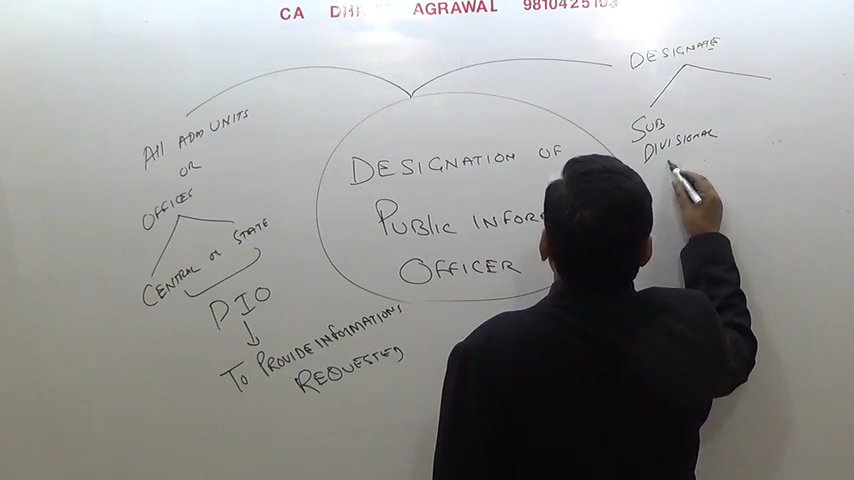 CA AGRAWAL
DESIGNATE
SUB
DIVISIONAL
All ADM UNITS
OR
OFFICES
CENTRAL OR STATE
PIO
To PROVIDE INFORMATIONS
REQUESTED
DESIGNATION OF
PUBLIC INFOR
OFFICER